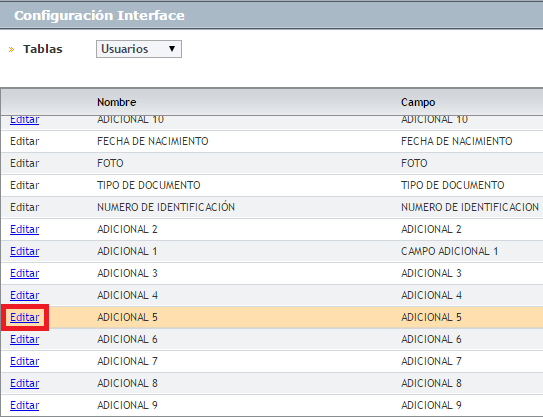 Configuración Interface
» Tablas Usuarios ▼
Nombre Campo
Editar ADICIONAL 10 ADICIONAL 10
Editar FECHA DE NACIMIENTO FECHA DE NACIMIENTO
Editar FOTO FOTO
Editar TIPO DE DOCUMENTO TIPO DE DOCUMENTO
Editar NUMERO DE IDENTIFICACIÓN NUMERO DE IDENTIFICACION
Editar ADICIONAL 2 ADICIONAL 2
Editar ADICIONAL 1 CAMPO ADICIONAL 1
Editar ADICIONAL 3 ADICIONAL 3
Editar ADICIONAL 4 ADICIONAL 4
Editar ADICIONAL 5 ADICIONAL 5
Editar ADICIONAL 6 ADICIONAL 6
Editar ADICIONAL 7 ADICIONAL 7
Editar ADICIONAL 8 ADICIONAL 8
Editar ADICIONAL 9 ADICIONAL 9